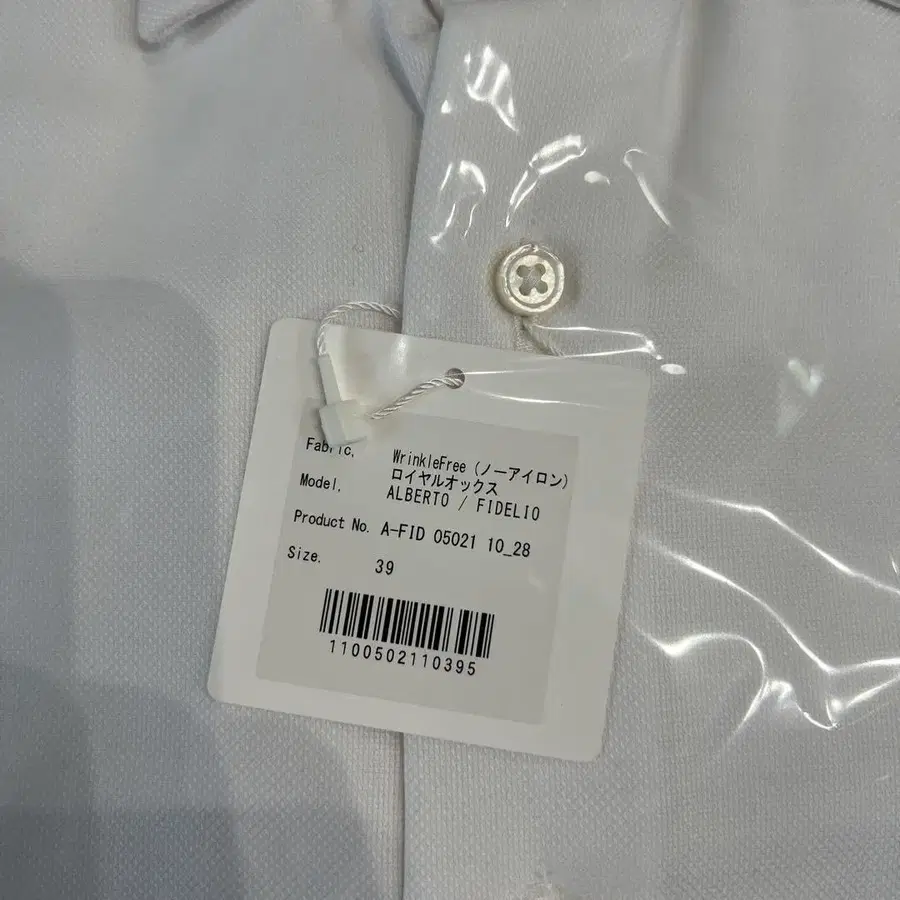 Fabric. WrinkleFree (ノーアイロン)
ロイヤルオックス
Model. ALBERTO / FIDELIO
Product No. A-FID 05021 10_28
Size. 39
1100502110395